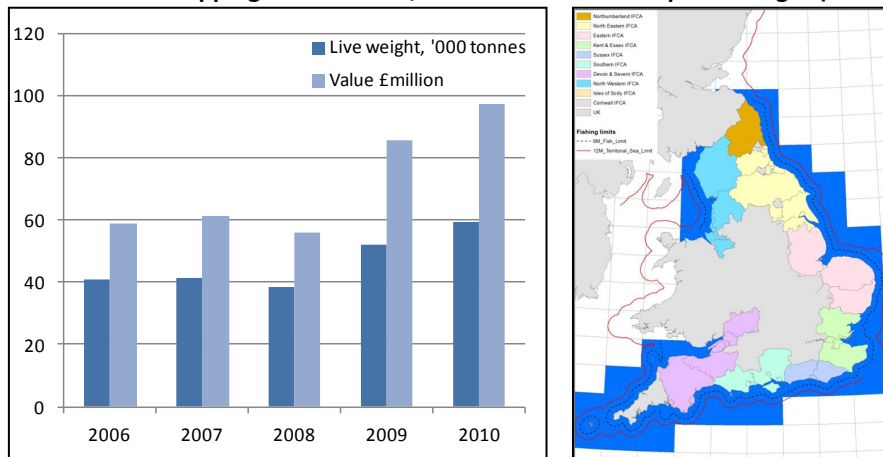 120
100
80
60
40
20
0
Live weight, '000 tonnes
Value £million
2006 2007 2008 2009 2010
Northumberland IFCA
North Eastern IFCA
Eastern IFCA
Kent & Essex IFCA
Sussex IFCA
Southern IFCA
Devon & Severn IFCA
North Western IFCA
Isles of Scilly IFCA
Cornwall IFCA
UK
Fishing limits
6M_Fish_Limit
12M_Territorial_Sea_Limit